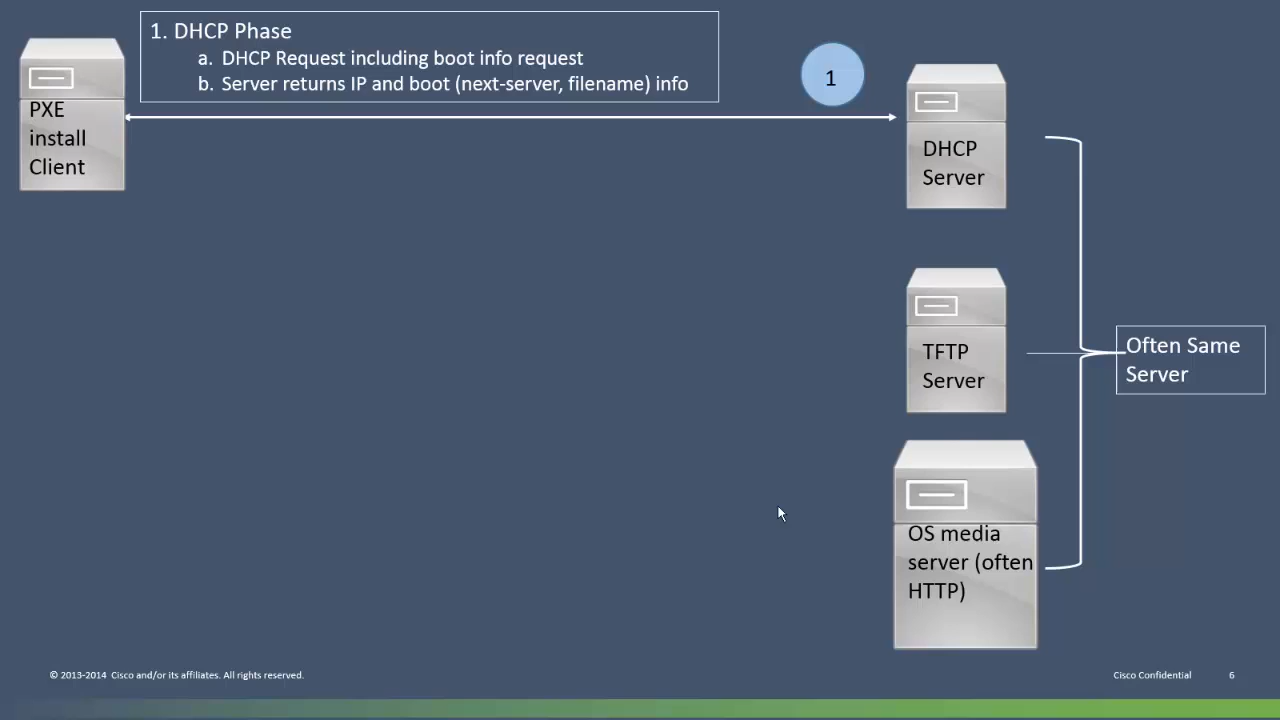 1. DHCP Phase
a. DHCP Request including boot info request
b. Server returns IP and boot (next-server, filename) info
1
PXE
install
Client
DHCP
Server
TFTP
Server
Often Same
Server
OS media
server (often
HTTP)
© 2013-2014 Cisco and/or its affiliates. All rights reserved.
Cisco Confidential
6